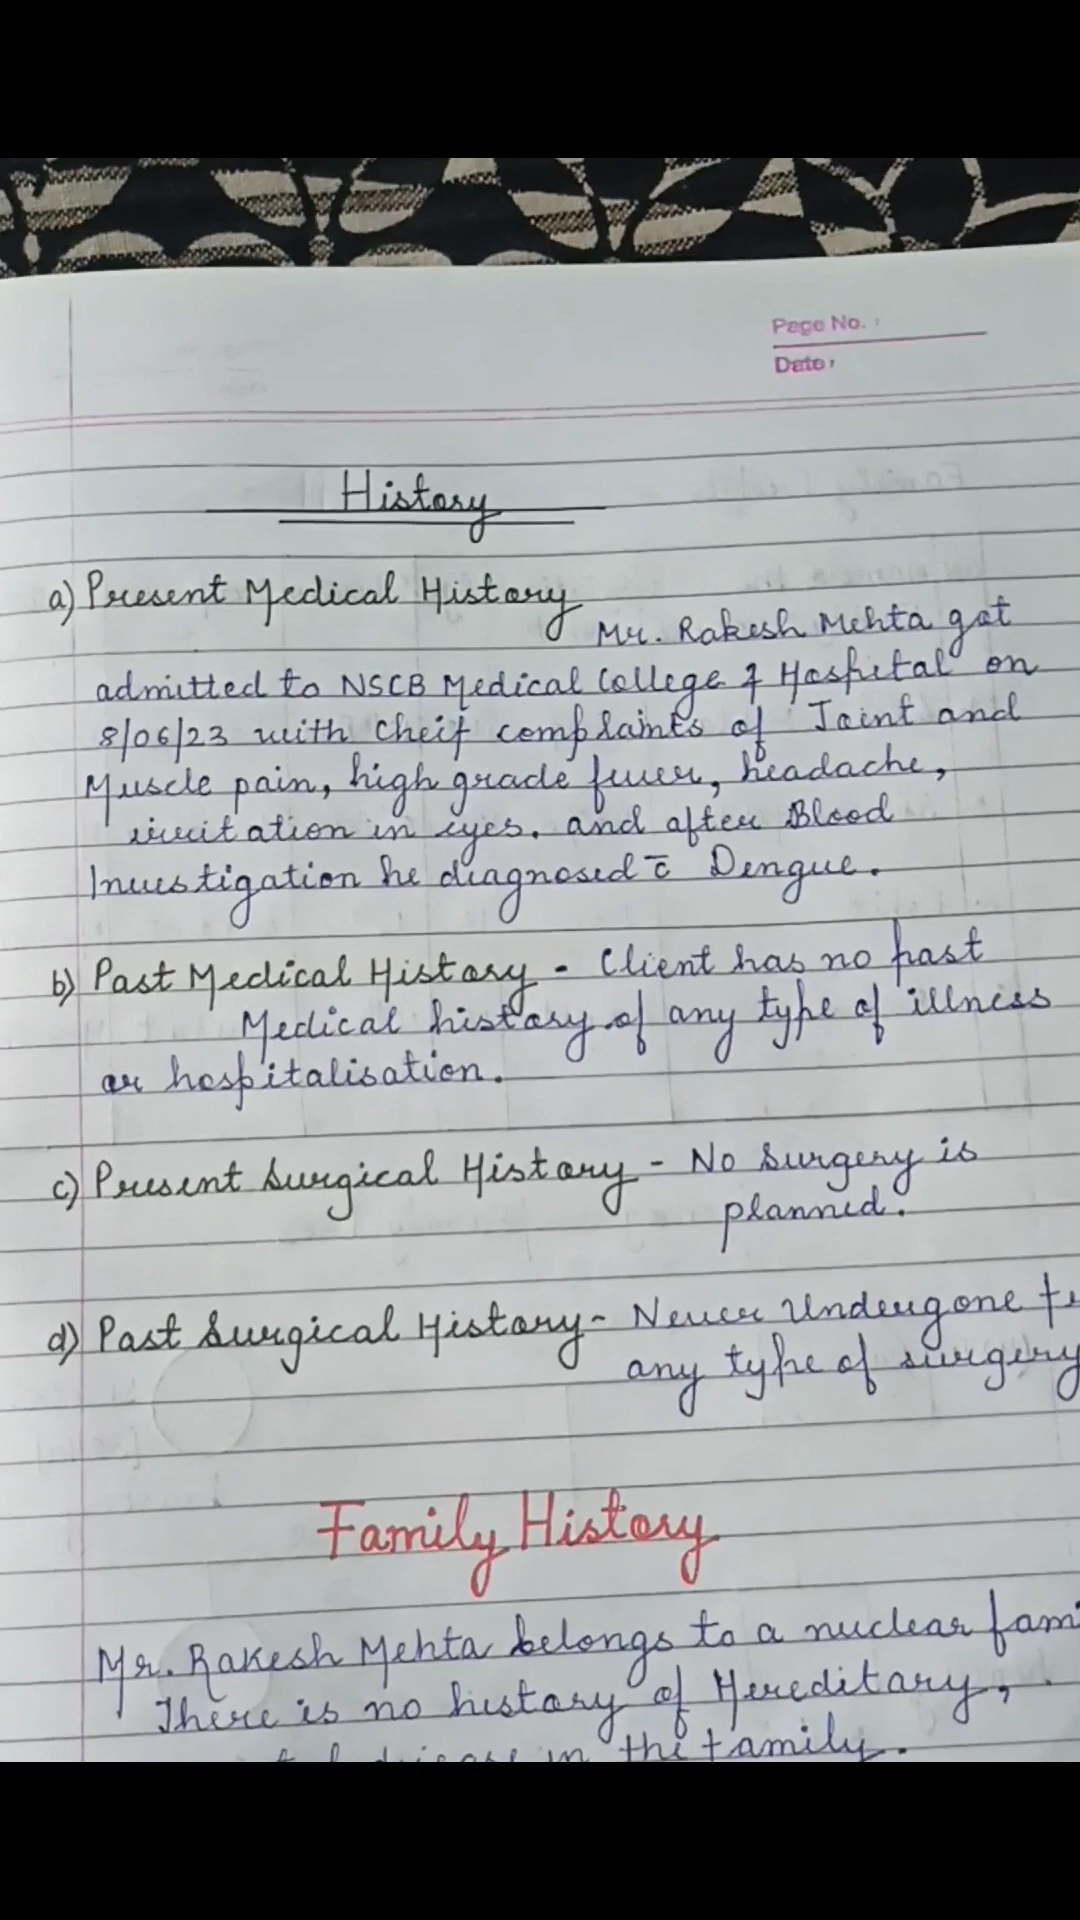 Page No. :
Date :
History
a) Present Medical History
Mr. Rakesh Mehta got
admitted to NSCB Medical College & Hospital on
8/06/23 with Cheif complaints of Joint and
Muscle pain, high grade fever, headache,
irritation in eyes. and after Blood
Investigation he diagnosed c̄ Dengue.
b) Past Medical History - Client has no past
Medical history of any type of illness
or hospitalisation.
c) Present Surgical History - No Surgery is
planned.
d) Past Surgical History - Never Undergone
any type of surgery
Family History
Mr. Rakesh Mehta belongs to a nuclear fami
There is no history of Hereditary,
disease in the family.